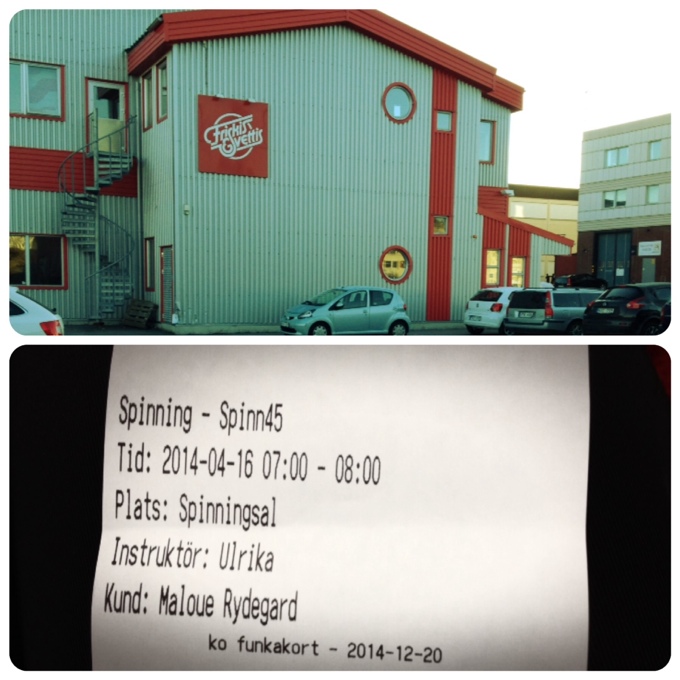 Friskis
&Svettis
Spinning - Spinn45
Tid: 2014-04-16 07:00 - 08:00
Plats: Spinningsal
Instruktör: Ulrika
Kund: Maloue Rydegard
ko funkakort - 2014-12-20